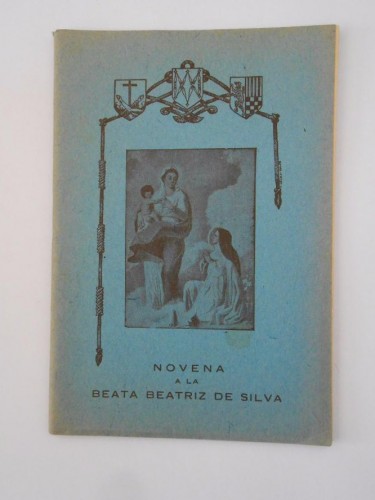 NOVENA
A LA
BEATA BEATRIZ DE SILVA